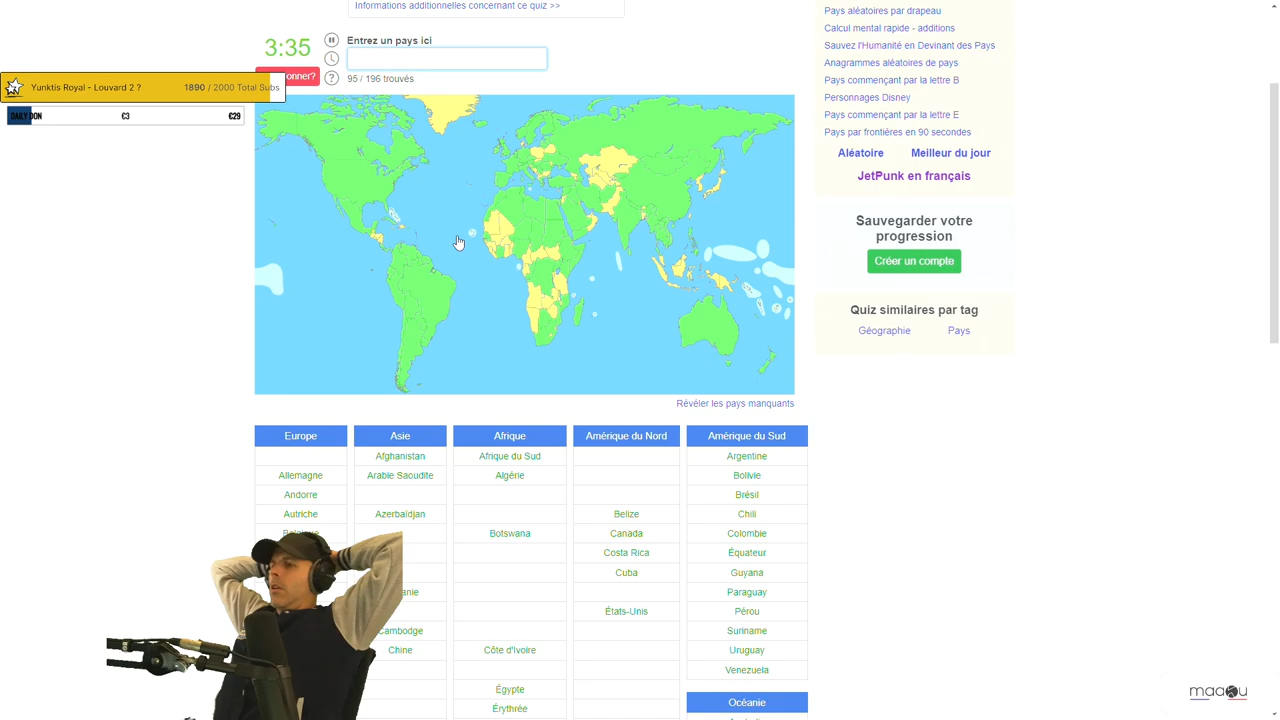 Informations additionnelles concernant ce quiz >>
3:35
Entrez un pays ici
onner?
95 / 196 trouvés
Yunktis Royal - Louvard 2 ?
1890 / 2000 Total Subs
DAILY DON
€3
€29
Révéler les pays manquants
Pays aléatoires par drapeau
Calcul mental rapide - additions
Sauvez l'Humanité en Devinant des Pays
Anagrammes aléatoires de pays
Pays commençant par la lettre B
Personnages Disney
Pays commençant par la lettre E
Pays par frontières en 90 secondes
Aléatoire
Meilleur du jour
JetPunk en français
Sauvegarder votre
progression
Créer un compte
Quiz similaires par tag
Géographie
Pays
Europe
Allemagne
Andorre
Autriche
Belgique
Asie
Afghanistan
Arabie Saoudite
Azerbaïdjan
anie
Cambodge
Chine
Afrique
Afrique du Sud
Algérie
Botswana
Côte d'Ivoire
Égypte
Érythrée
Amérique du Nord
Belize
Canada
Costa Rica
Cuba
États-Unis
Amérique du Sud
Argentine
Bolivie
Brésil
Chili
Colombie
Équateur
Guyana
Paraguay
Pérou
Suriname
Uruguay
Venezuela
Océanie
maaou